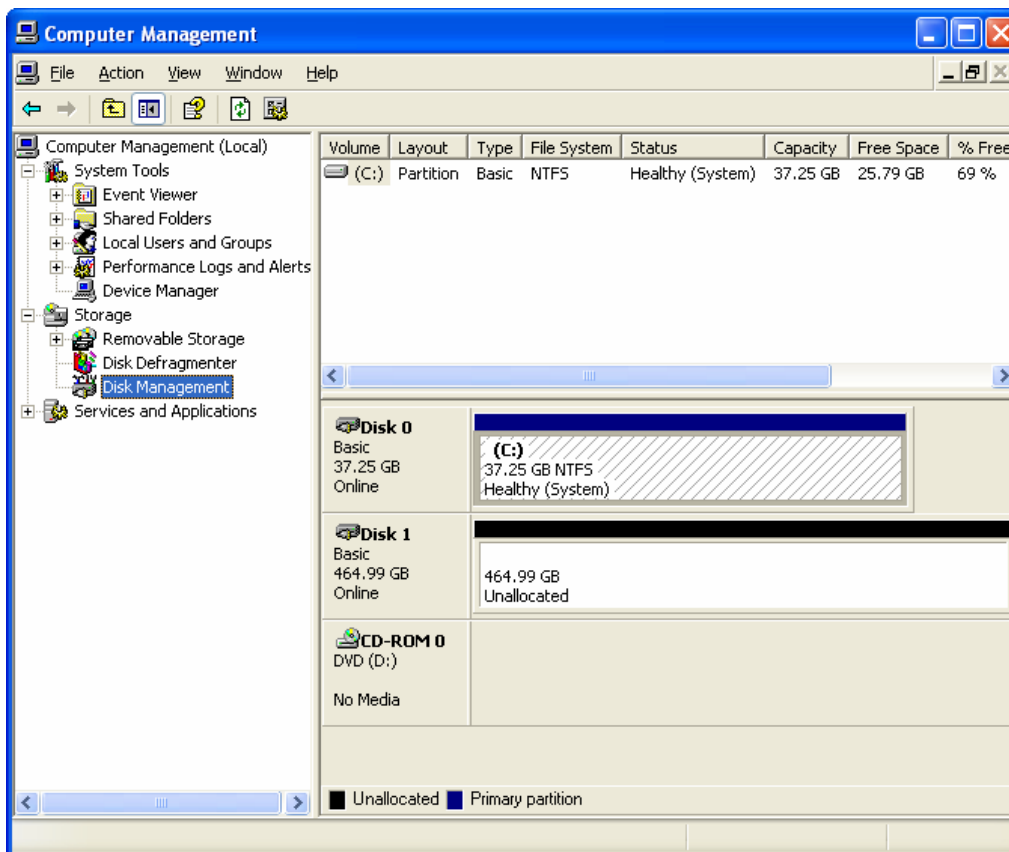 Computer Management
File Action View Window Help
Computer Management (Local)
System Tools
Event Viewer
Shared Folders
Local Users and Groups
Performance Logs and Alerts
Device Manager
Storage
Removable Storage
Disk Defragmenter
Disk Management
Services and Applications
Volume Layout Type File System Status Capacity Free Space % Free
(C:) Partition Basic NTFS Healthy (System) 37.25 GB 25.79 GB 69 %
Disk 0
Basic
37.25 GB
Online
(C:)
37.25 GB NTFS
Healthy (System)
Disk 1
Basic
464.99 GB
Online
464.99 GB
Unallocated
CD-ROM 0
DVD (D:)
No Media
Unallocated Primary partition